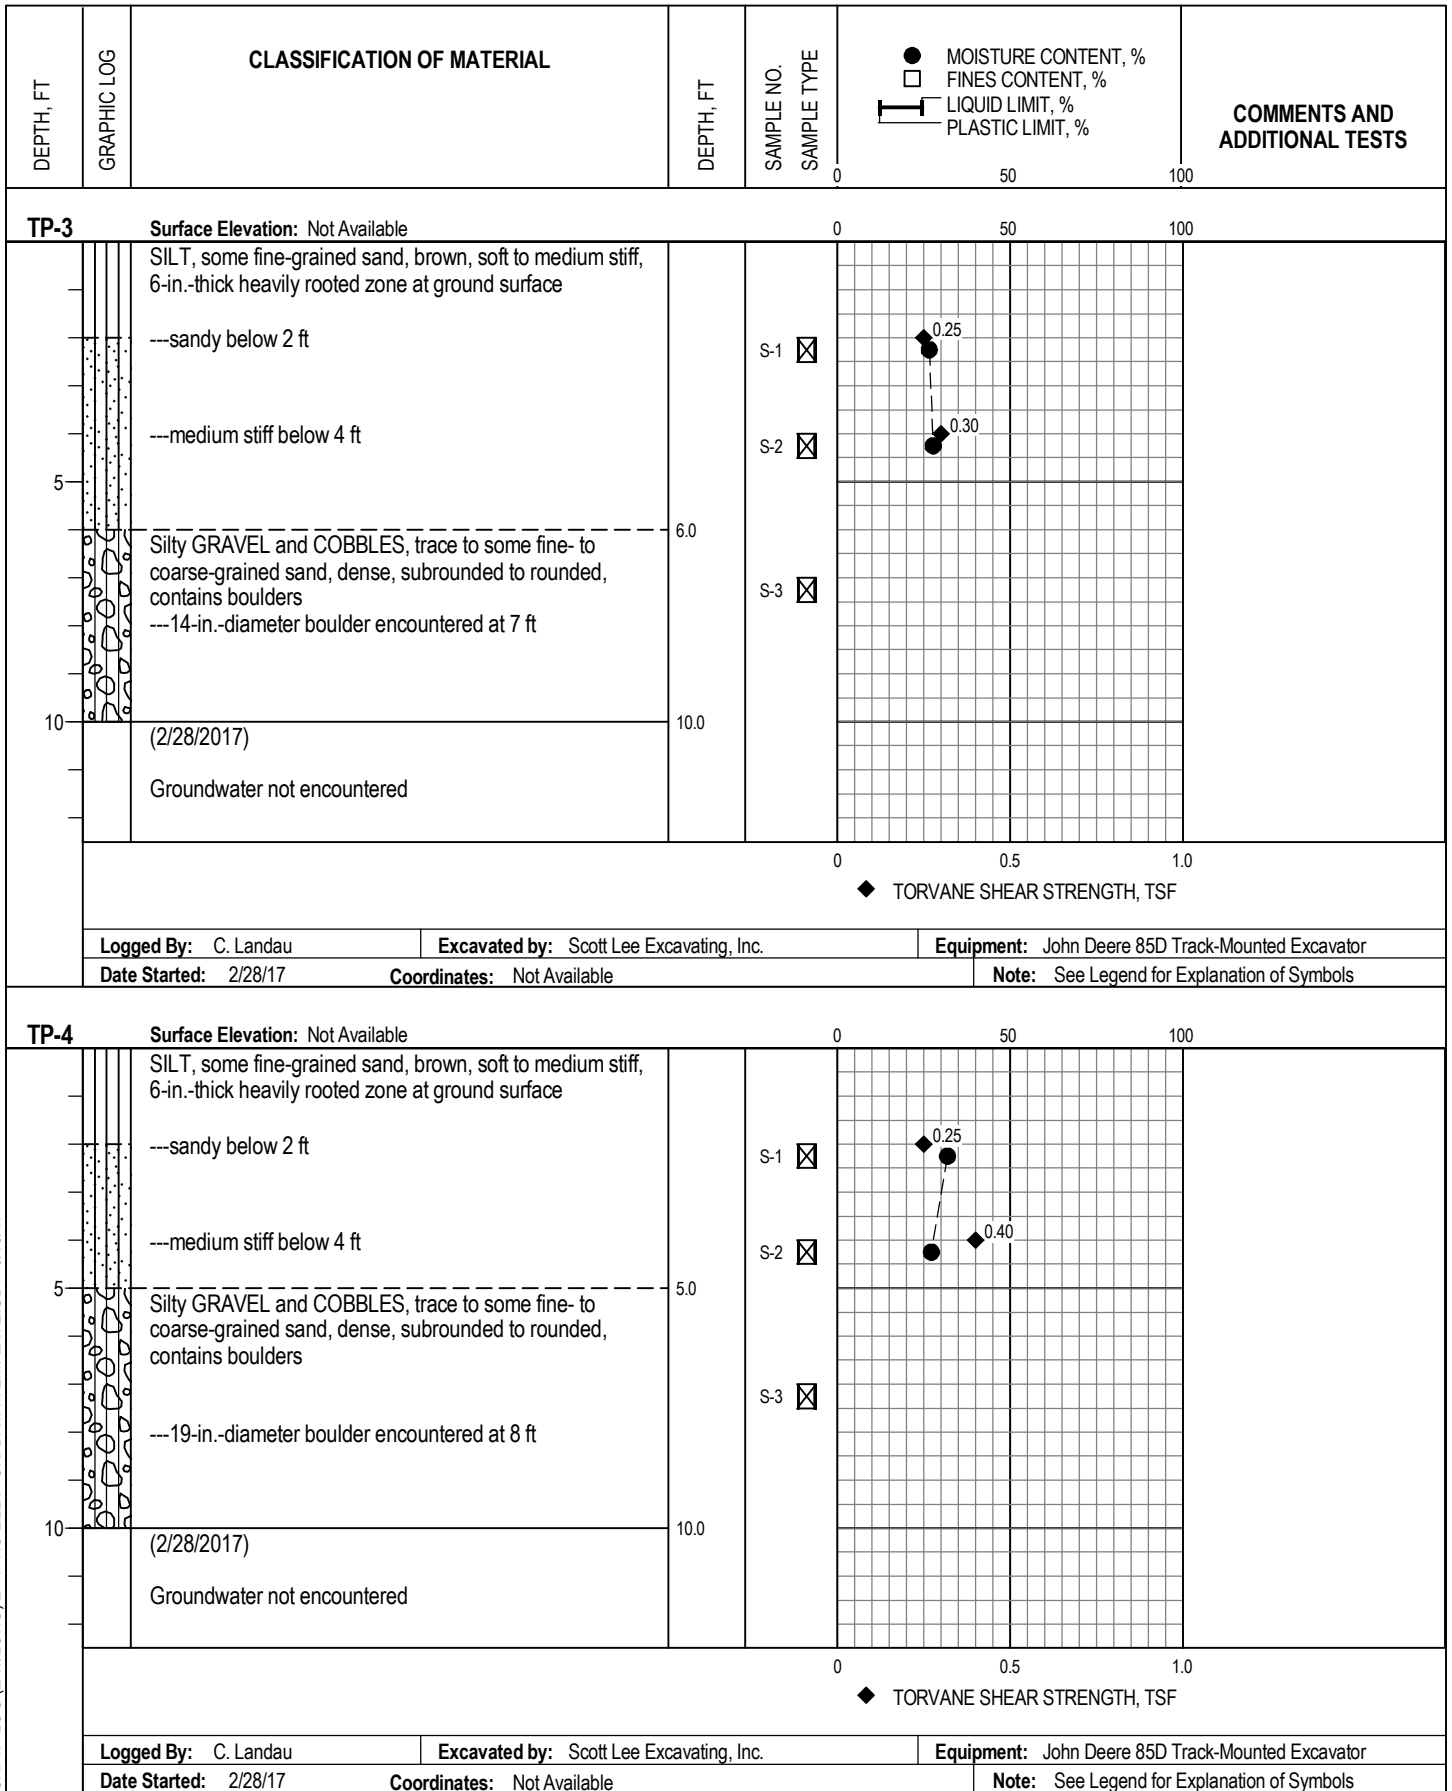 DEPTH, FT
GRAPHIC LOG
CLASSIFICATION OF MATERIAL
DEPTH, FT
SAMPLE NO.
SAMPLE TYPE
MOISTURE CONTENT, %
FINES CONTENT, %
LIQUID LIMIT, %
PLASTIC LIMIT, %
0 50 100
COMMENTS AND
ADDITIONAL TESTS
TP-3 Surface Elevation: Not Available 0 50 100
SILT, some fine-grained sand, brown, soft to medium stiff,
6-in.-thick heavily rooted zone at ground surface
---sandy below 2 ft
0.25
S-1
---medium stiff below 4 ft
0.30
S-2
5
6.0
Silty GRAVEL and COBBLES, trace to some fine- to
coarse-grained sand, dense, subrounded to rounded,
contains boulders
S-3
---14-in.-diameter boulder encountered at 7 ft
10 10.0
(2/28/2017)
Groundwater not encountered
0 0.5 1.0
TORVANE SHEAR STRENGTH, TSF
Logged By: C. Landau Excavated by: Scott Lee Excavating, Inc. Equipment: John Deere 85D Track-Mounted Excavator
Date Started: 2/28/17 Coordinates: Not Available Note: See Legend for Explanation of Symbols
TP-4 Surface Elevation: Not Available 0 50 100
SILT, some fine-grained sand, brown, soft to medium stiff,
6-in.-thick heavily rooted zone at ground surface
---sandy below 2 ft
0.25
S-1
---medium stiff below 4 ft
0.40
S-2
5 5.0
Silty GRAVEL and COBBLES, trace to some fine- to
coarse-grained sand, dense, subrounded to rounded,
contains boulders
S-3
---19-in.-diameter boulder encountered at 8 ft
10 10.0
(2/28/2017)
Groundwater not encountered
0 0.5 1.0
TORVANE SHEAR STRENGTH, TSF
Logged By: C. Landau Excavated by: Scott Lee Excavating, Inc. Equipment: John Deere 85D Track-Mounted Excavator
Date Started: 2/28/17 Coordinates: Not Available Note: See Legend for Explanation of Symbols